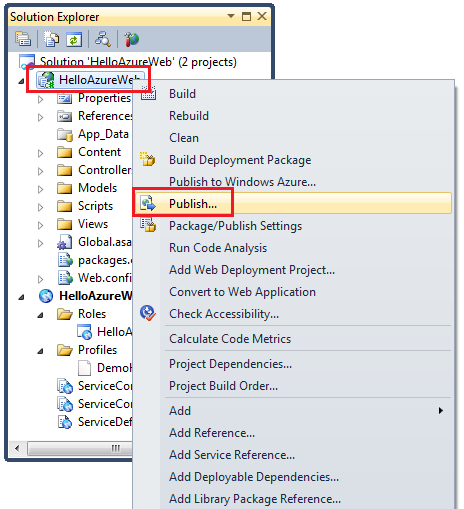 Solution Explorer
Solution 'HelloAzureWeb' (2 projects)
HelloAzureWeb
Properties
References
App_Data
Content
Controller
Models
Scripts
Views
Global.asa
packages.c
Web.confi
HelloAzureW
Roles
HelloA
Profiles
Demo
ServiceCon
ServiceCon
ServiceDef
Build
Rebuild
Clean
Build Deployment Package
Publish to Windows Azure...
Publish...
Package/Publish Settings
Run Code Analysis
Add Web Deployment Project...
Convert to Web Application
Check Accessibility...
Calculate Code Metrics
Project Dependencies...
Project Build Order...
Add
Add Reference...
Add Service Reference...
Add Deployable Dependencies...
Add Library Package Reference...